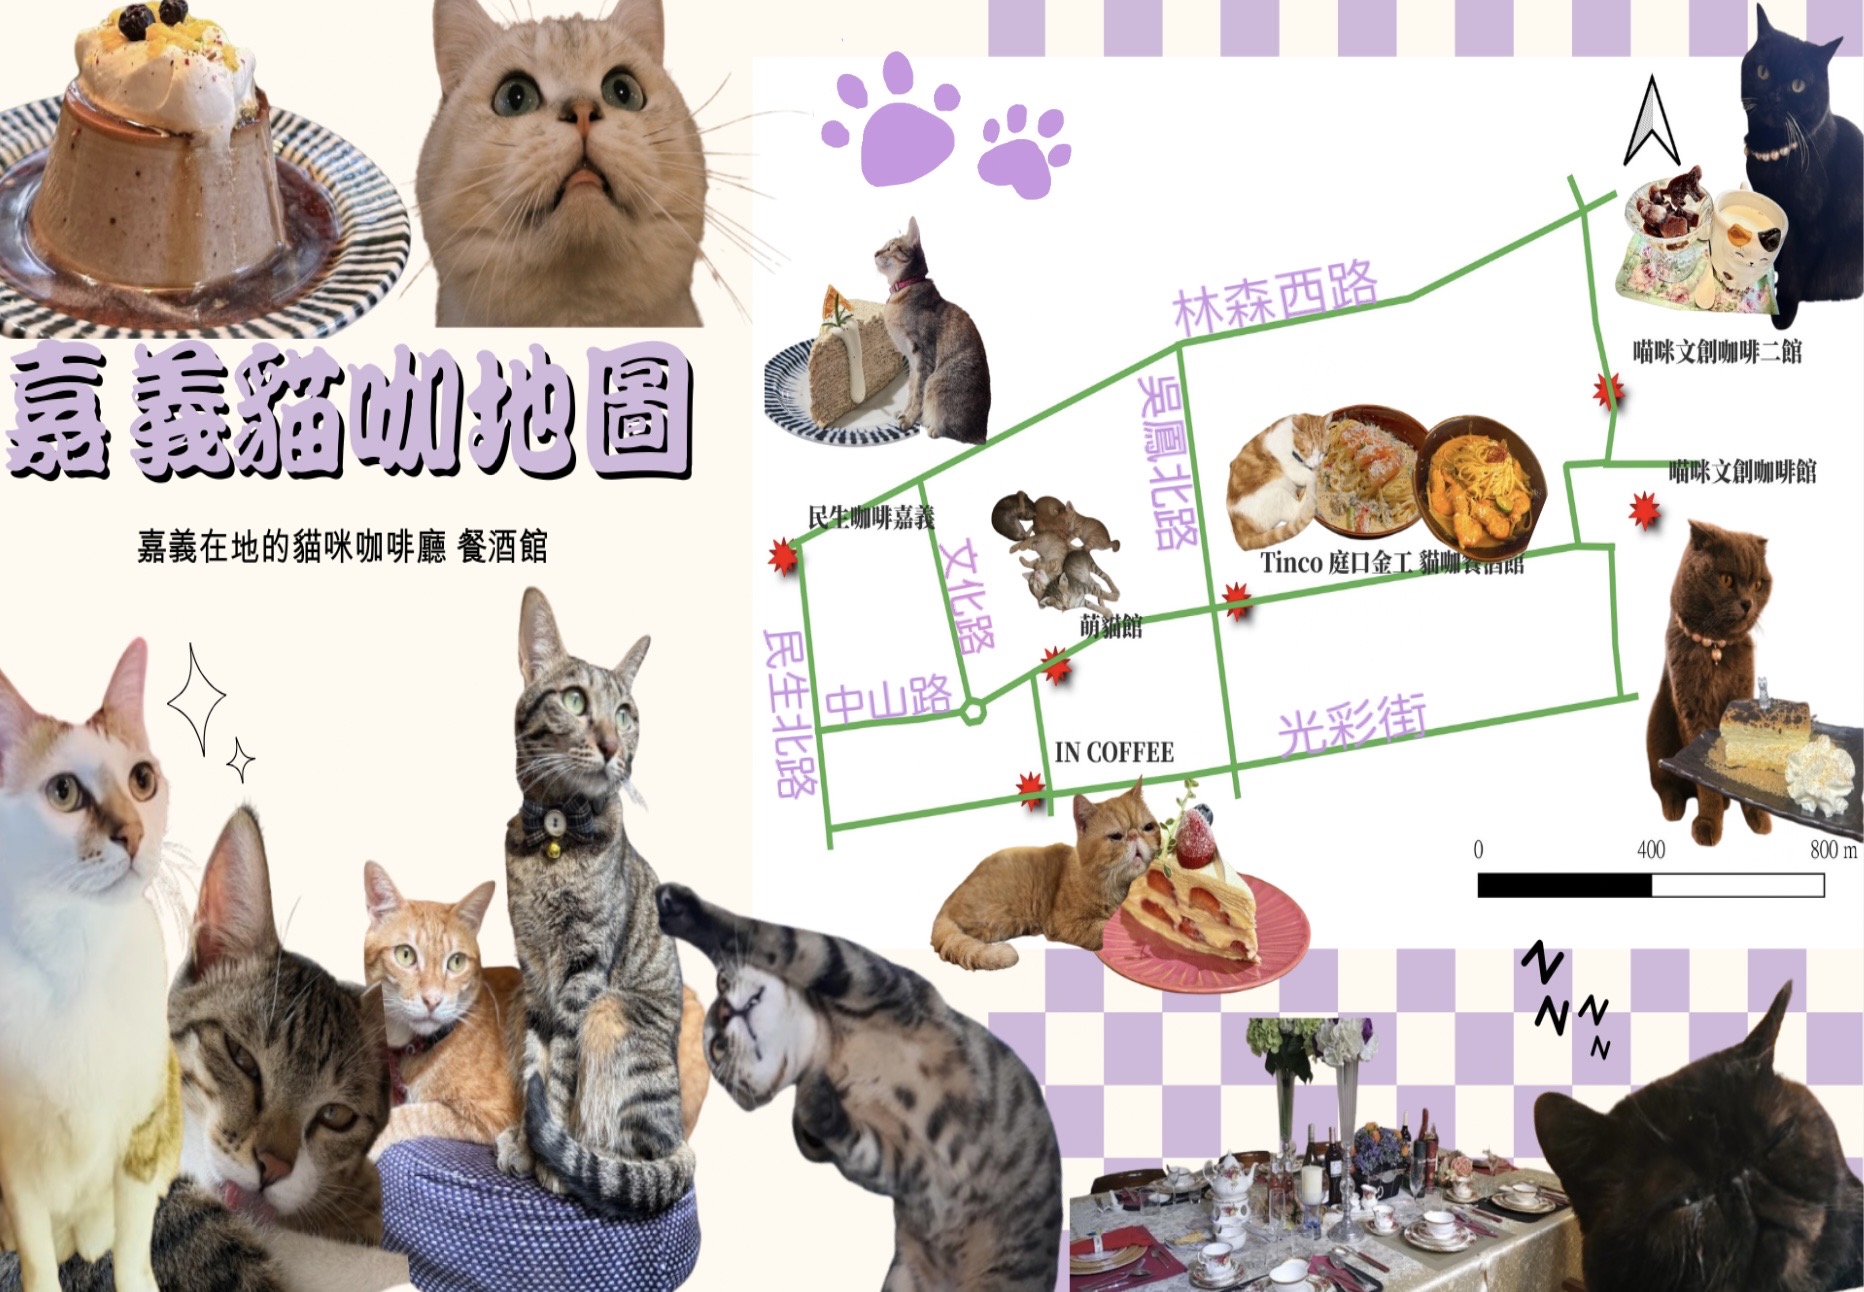 嘉義貓咖地圖
嘉義在地的貓咪咖啡廳 餐酒館
林森西路
吳鳳北路
文化路
民生北路
中山路
光彩街
喵咪文創咖啡二館
喵咪文創咖啡館
民生咖啡嘉義
Tinco 庭口金工 貓咖餐酒館
萌貓館
IN COFFEE
0 400 800 m
N
N
N
N